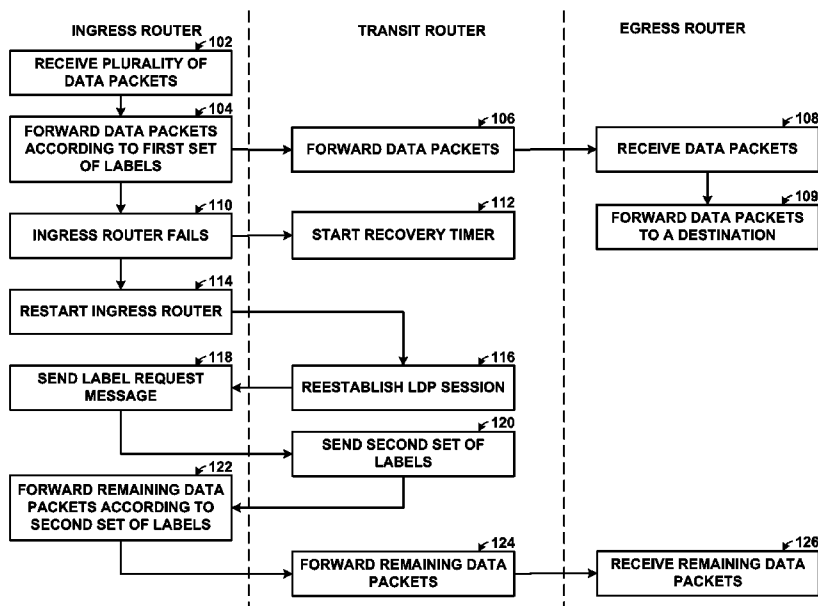 INGRESS ROUTER
TRANSIT ROUTER
EGRESS ROUTER
102
RECEIVE PLURALITY OF
DATA PACKETS
104
FORWARD DATA PACKETS
ACCORDING TO FIRST SET
OF LABELS
106
FORWARD DATA PACKETS
108
RECEIVE DATA PACKETS
109
FORWARD DATA PACKETS
TO A DESTINATION
110
INGRESS ROUTER FAILS
112
START RECOVERY TIMER
114
RESTART INGRESS ROUTER
116
REESTABLISH LDP SESSION
118
SEND LABEL REQUEST
MESSAGE
120
SEND SECOND SET OF
LABELS
122
FORWARD REMAINING DATA
PACKETS ACCORDING TO
SECOND SET OF LABELS
124
FORWARD REMAINING DATA
PACKETS
126
RECEIVE REMAINING DATA
PACKETS